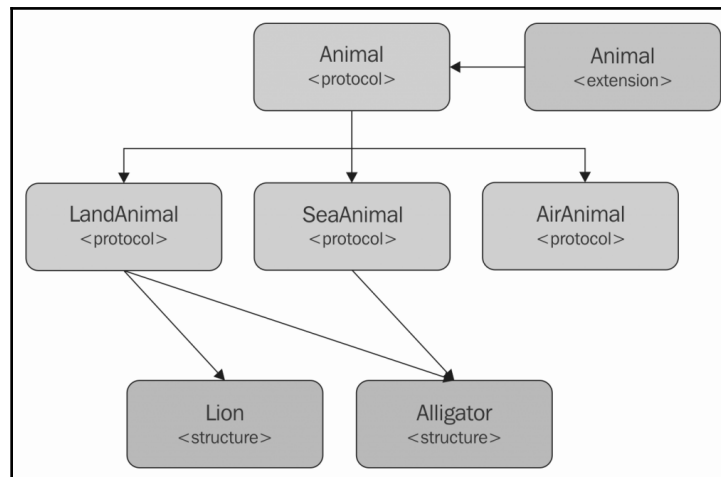 Animal
<protocol>
Animal
<extension>
LandAnimal
<protocol>
SeaAnimal
<protocol>
AirAnimal
<protocol>
Lion
<structure>
Alligator
<structure>